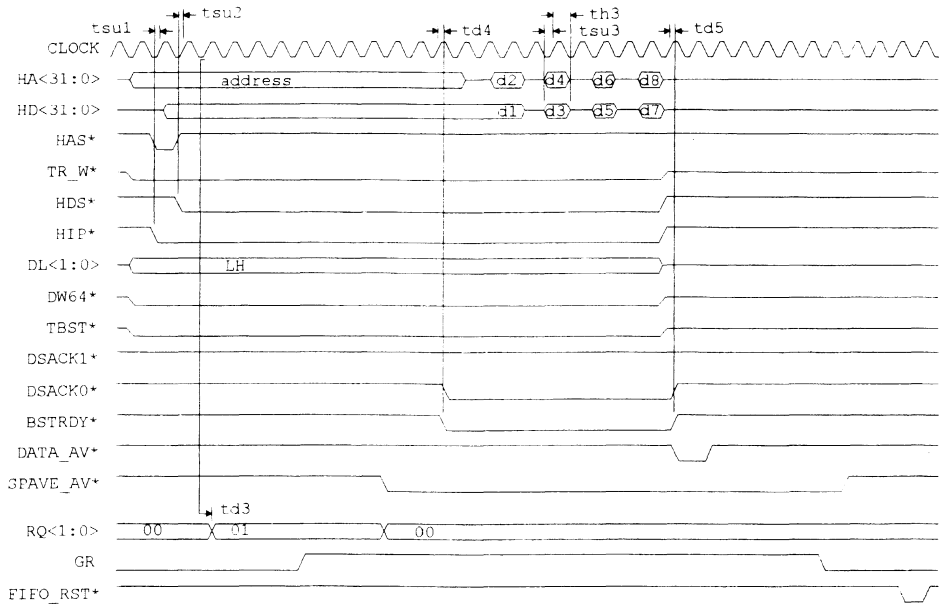 tsu2
th3
tsu1
td4
tsu3
td5
CLOCK
HA<31:0> address d2 d4 d6 d8
HD<31:0> d1 d3 d5 d7
HAS*
TR_W*
HDS*
HIP*
DL<1:0> LH
DW64*
TBST*
DSACK1*
DSACK0*
BSTRDY*
DATA_AV*
SPAVE_AV*
td3
RQ<1:0> 00 01 00
GR
FIFO_RST*